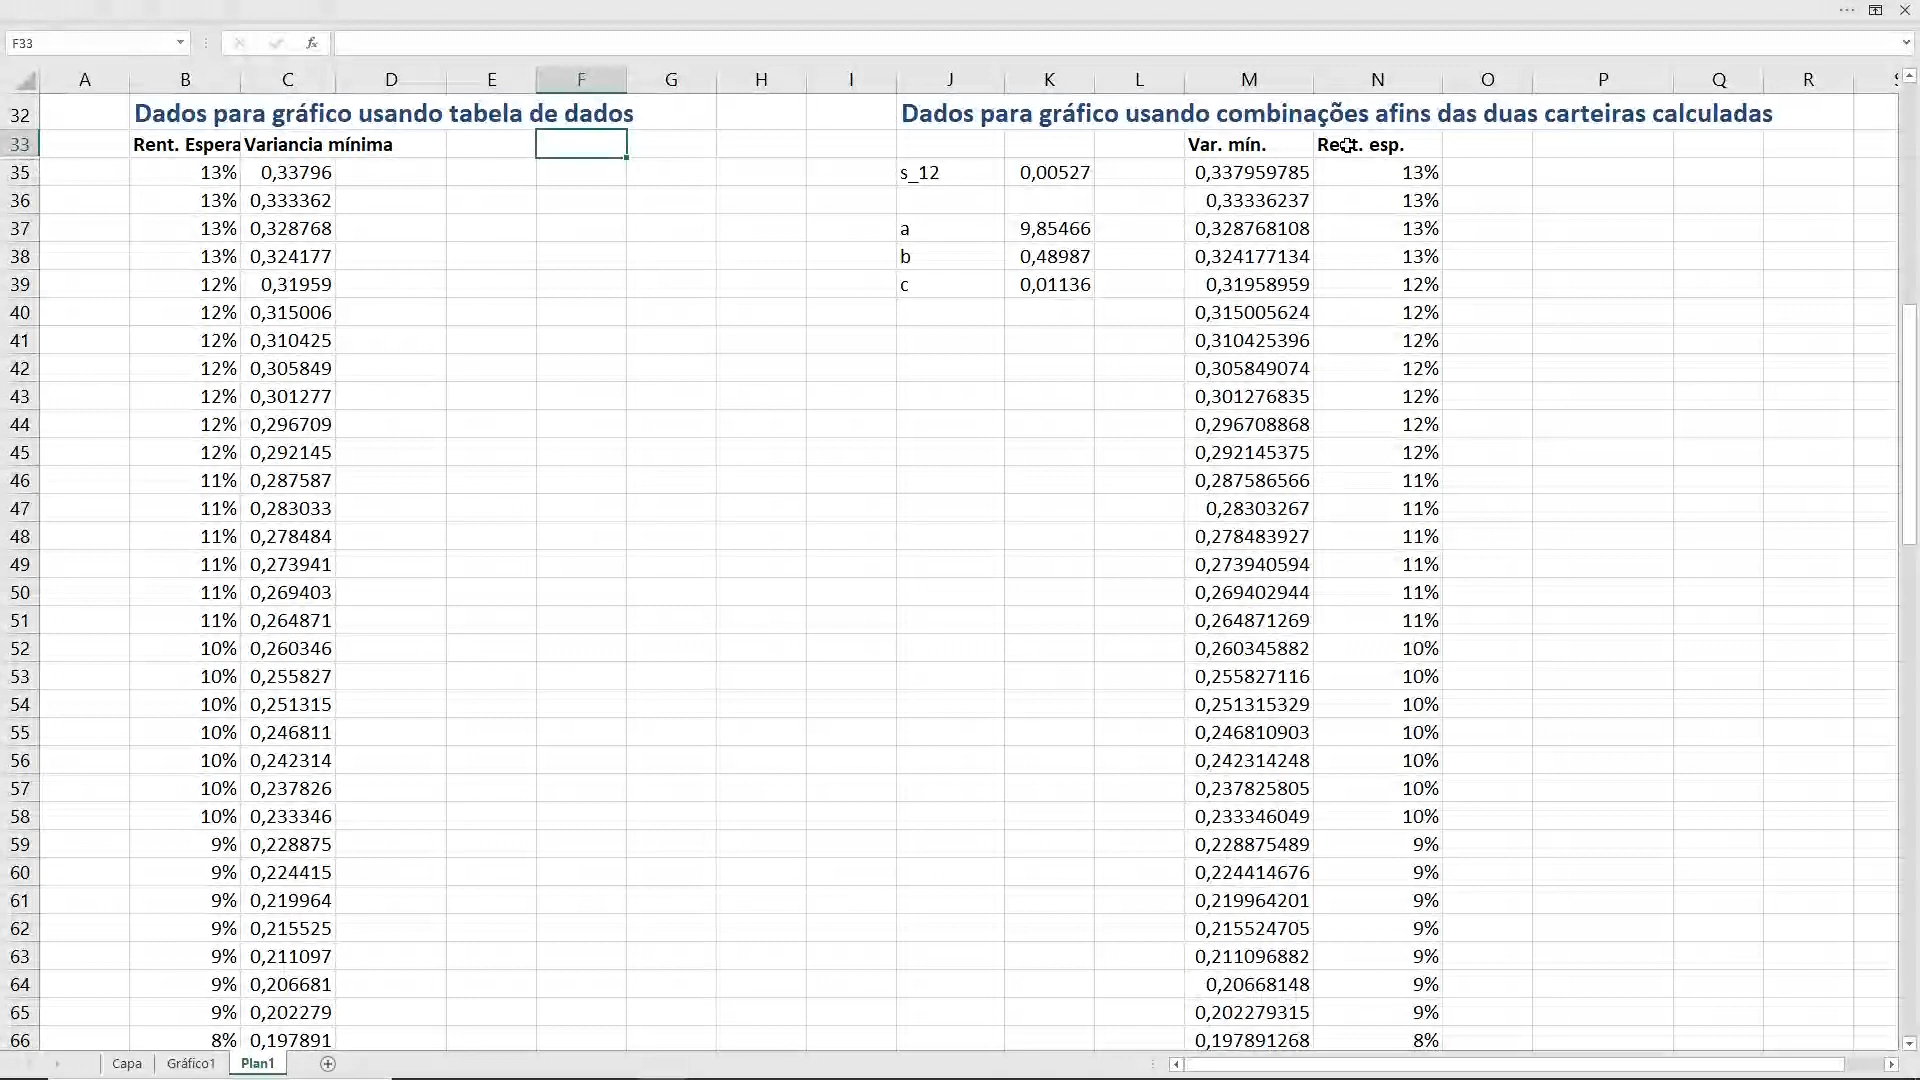 F33
fx
A B C D E F G H I J K L M N O P Q R
32 Dados para gráfico usando tabela de dados Dados para gráfico usando combinações afins das duas carteiras calculadas
33 Rent. Espera Variancia mínima Var. mín. Rent. esp.
35 13% 0,33796 s_12 0,00527 0,337959785 13%
36 13% 0,333362 0,33336237 13%
37 13% 0,328768 a 9,85466 0,328768108 13%
38 13% 0,324177 b 0,48987 0,324177134 13%
39 12% 0,31959 c 0,01136 0,31958959 12%
40 12% 0,315006 0,315005624 12%
41 12% 0,310425 0,310425396 12%
42 12% 0,305849 0,305849074 12%
43 12% 0,301277 0,301276835 12%
44 12% 0,296709 0,296708868 12%
45 12% 0,292145 0,292145375 12%
46 11% 0,287587 0,287586566 11%
47 11% 0,283033 0,28303267 11%
48 11% 0,278484 0,278483927 11%
49 11% 0,273941 0,273940594 11%
50 11% 0,269403 0,269402944 11%
51 11% 0,264871 0,264871269 11%
52 10% 0,260346 0,260345882 10%
53 10% 0,255827 0,255827116 10%
54 10% 0,251315 0,251315329 10%
55 10% 0,246811 0,246810903 10%
56 10% 0,242314 0,242314248 10%
57 10% 0,237826 0,237825805 10%
58 10% 0,233346 0,233346049 10%
59 9% 0,228875 0,228875489 9%
60 9% 0,224415 0,224414676 9%
61 9% 0,219964 0,219964201 9%
62 9% 0,215525 0,215524705 9%
63 9% 0,211097 0,211096882 9%
64 9% 0,206681 0,20668148 9%
65 9% 0,202279 0,202279315 9%
66 8% 0,197891 0,197891268 8%
Capa Gráfico1 Plan1